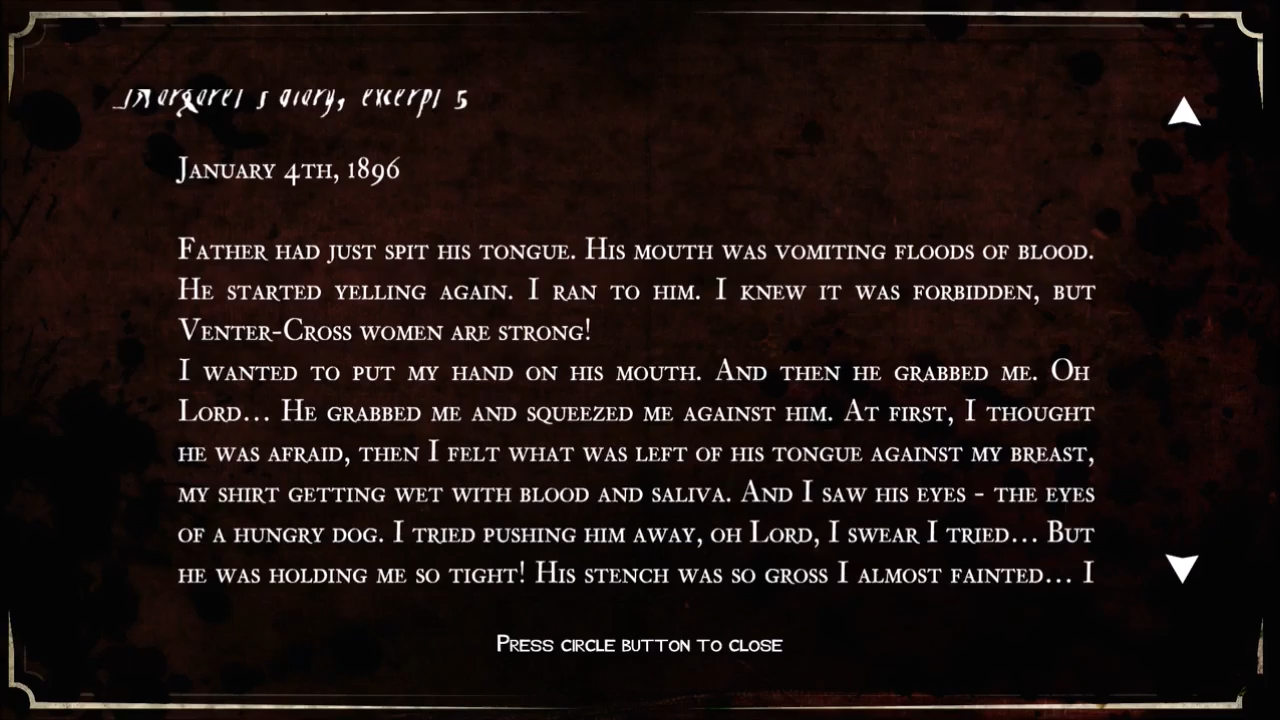 Margaret's diary, excerpt 5
January 4th, 1896
Father had just spit his tongue. His mouth was vomiting floods of blood.
He started yelling again. I ran to him. I knew it was forbidden, but
Venter-Cross women are strong!
I wanted to put my hand on his mouth. And then he grabbed me. Oh
Lord... He grabbed me and squeezed me against him. At first, I thought
he was afraid, then I felt what was left of his tongue against my breast,
my shirt getting wet with blood and saliva. And I saw his eyes - the eyes
of a hungry dog. I tried pushing him away, oh Lord, I swear I tried... But
he was holding me so tight! His stench was so gross I almost fainted... I
Press circle button to close